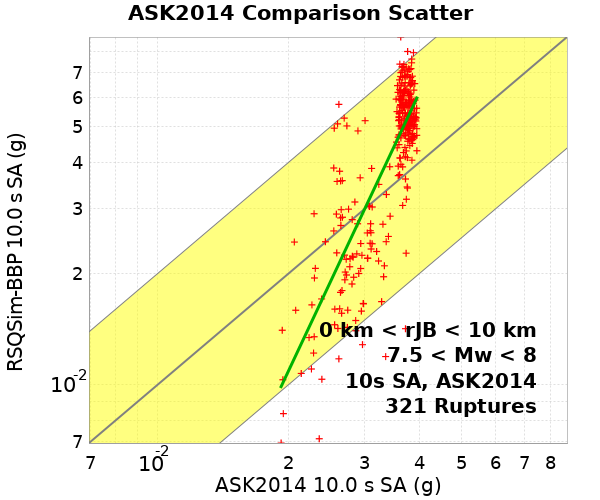 ASK2014 Comparison Scatter
RSQSim-BBP 10.0 s SA (g)
7
6
5
4
3
2
10-2
7
0 km < rJB < 10 km
7.5 < Mw < 8
10s SA, ASK2014
321 Ruptures
7 10-2 2 3 4 5 6 7 8
ASK2014 10.0 s SA (g)